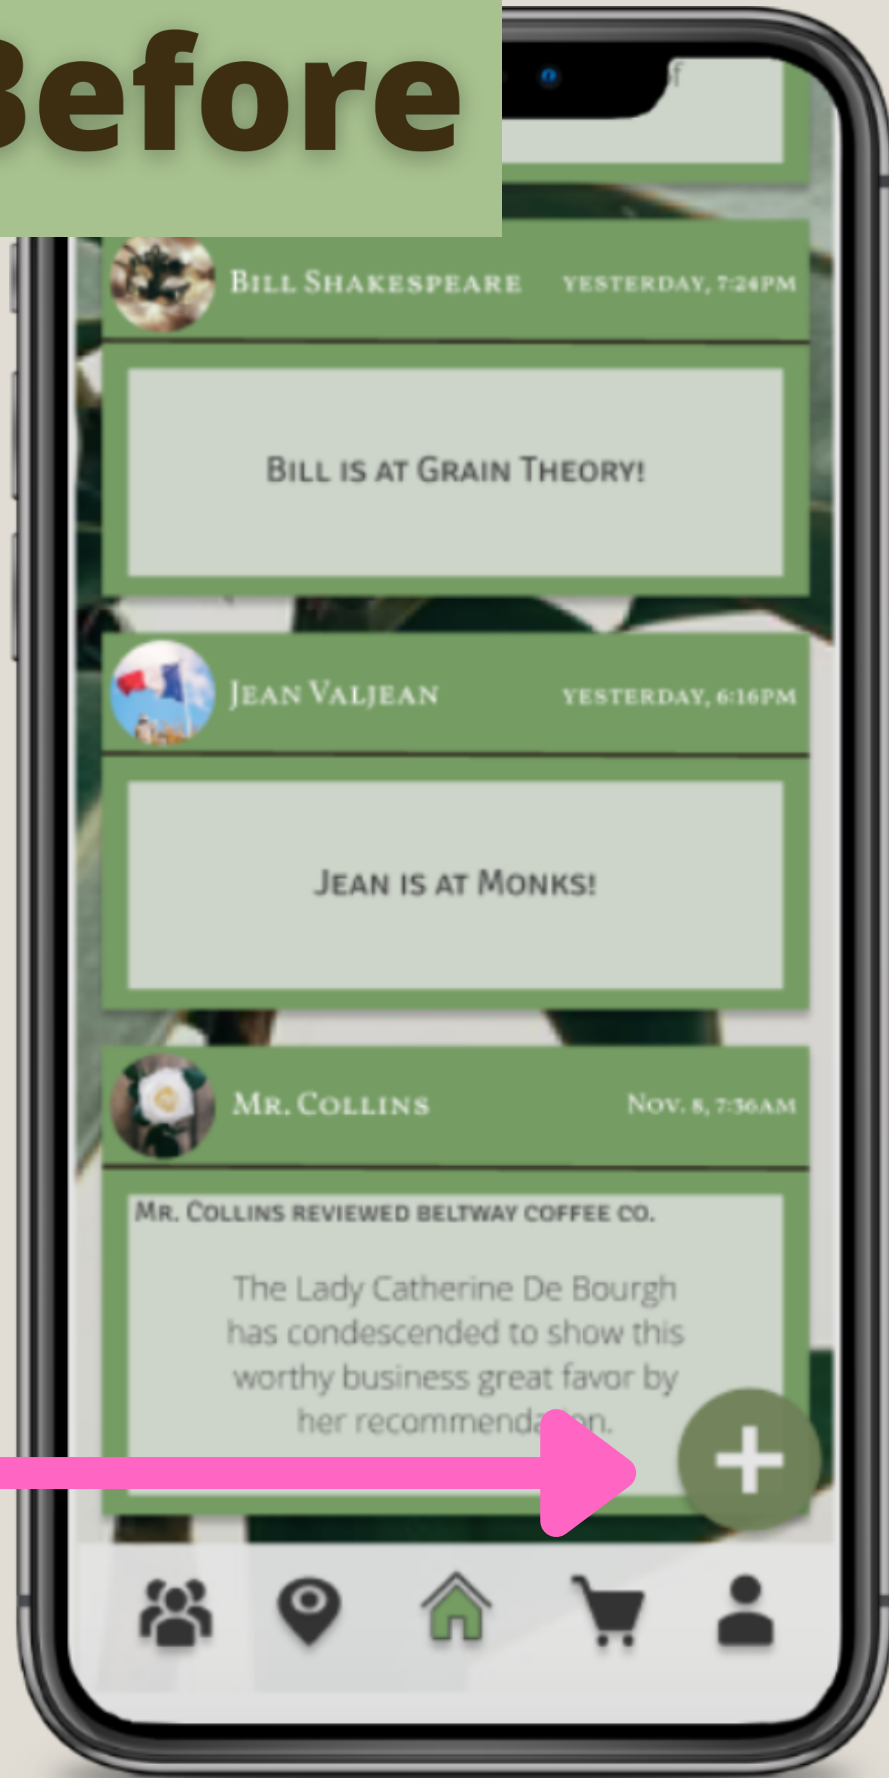 Before
of
Bill Shakespeare yesterday, 7:24pm
Bill is at Grain Theory!
Jean Valjean yesterday, 6:16pm
Jean is at Monks!
Mr. Collins Nov. 8, 7:36am
Mr. Collins reviewed beltway coffee co.
The Lady Catherine De Bourgh
has condescended to show this
worthy business great favor by
her recommendation.